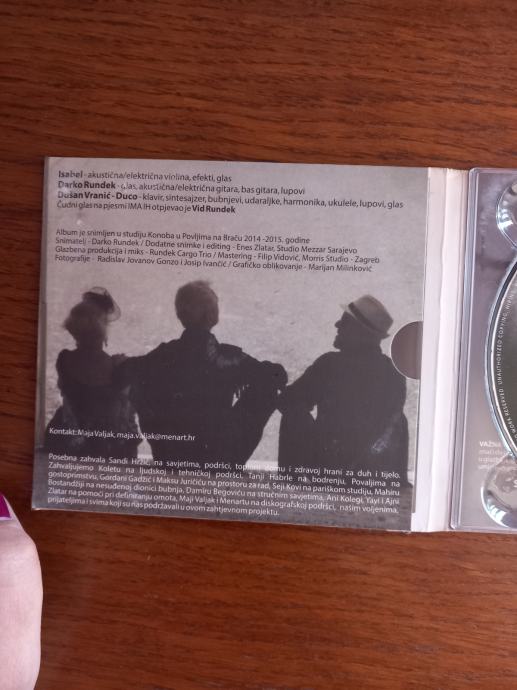 Isabel - akustična/električna violina, efekti, glas
Darko Rundek - glas, akustična/električna gitara, bas gitara, lupovi
Dušan Vranić - Duco - klavir, sintesajzer, bubnjevi, udaraljke, harmonika, ukulele, lupovi, glas
Čudni glas na pjesmi IMA IH otpjevao je Vid Rundek
Album je snimljen u studiju Konoba u Povljima na Braču 2014 -2015. godine
Snimatelj - Darko Rundek / Dodatne snimke i editing - Enes Zlatar, Studio Mezzar Sarajevo
Glazbena produkcija i miks - Rundek Cargo Trio / Mastering - Filip Vidović, Morris Studio - Zagreb
Fotografije - Radislav Jovanov Gonzo i Josip Ivančić / Grafičko oblikovanje - Marijan Milinković
Kontakt: Maja Valjak, maja.valjak@menart.hr
Posebna zahvala Sandi Hržić, na savjetima, podršci, toplom domu i zdravoj hrani za duh i tijelo.
Zahvaljujemo Koletu na ljudskoj i tehničkoj podršci, Tanji Habrle na bodrenju, Povaljima na
gostoprimstvu, Gordani Gadžić i Maksu Juričiću na prostoru za rad, Seji Kovi na pariškom studiju, Mahiru
Bostandžiji na nesuđenoj dionici bubnja, Damiru Begoviću na stručnim savjetima, Ani Kolegi, Yayi i Ajni
Zlatar na pomoći pri definiranju omota, Maji Valjak i Menartu na diskografskoj podršci, našim voljenima,
prijateljima i svima koji su nas podržavali u ovom zahtjevnom projektu.
WORK RESERVED. UNAUTHORIZED COPYING, HIRIN
VAŽNA